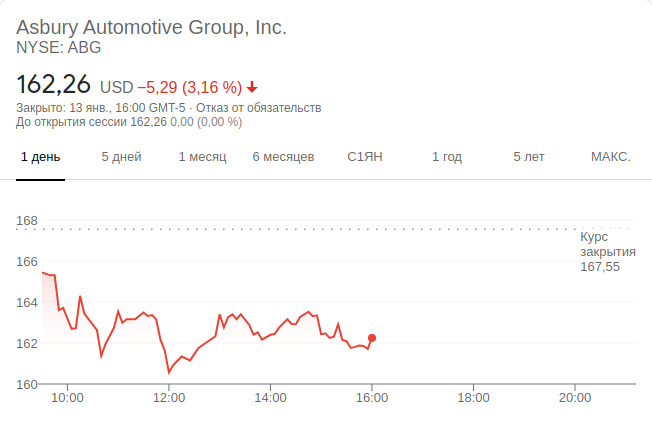 Asbury Automotive Group, Inc.
NYSE: ABG
162,26 USD −5,29 (3,16 %)
Закрыто: 13 янв., 16:00 GMT-5 · Отказ от обязательств
До открытия сессии 162,26 0,00 (0,00 %)
1 день 5 дней 1 месяц 6 месяцев С1ЯН 1 год 5 лет МАКС.
168
Курс
закрытия
166
167,55
164
162
160
10:00 12:00 14:00 16:00 18:00 20:00